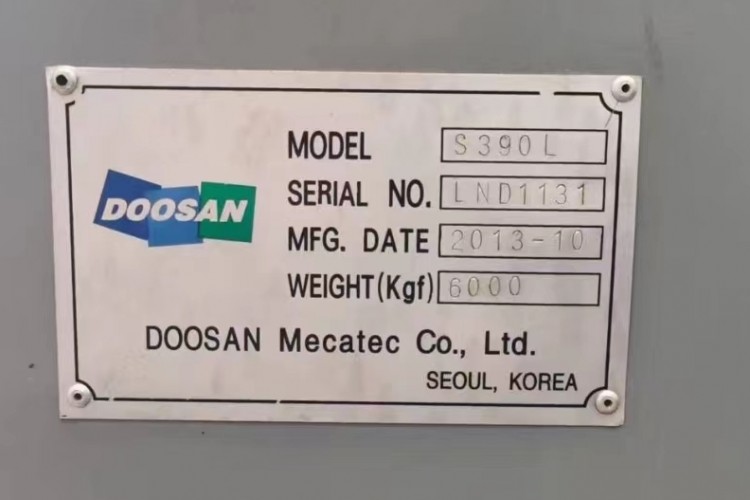 DOOSAN
MODEL S390L
SERIAL NO. LND1131
MFG. DATE 2013-10
WEIGHT(Kgf) 6000
DOOSAN Mecatec Co., Ltd.
SEOUL, KOREA